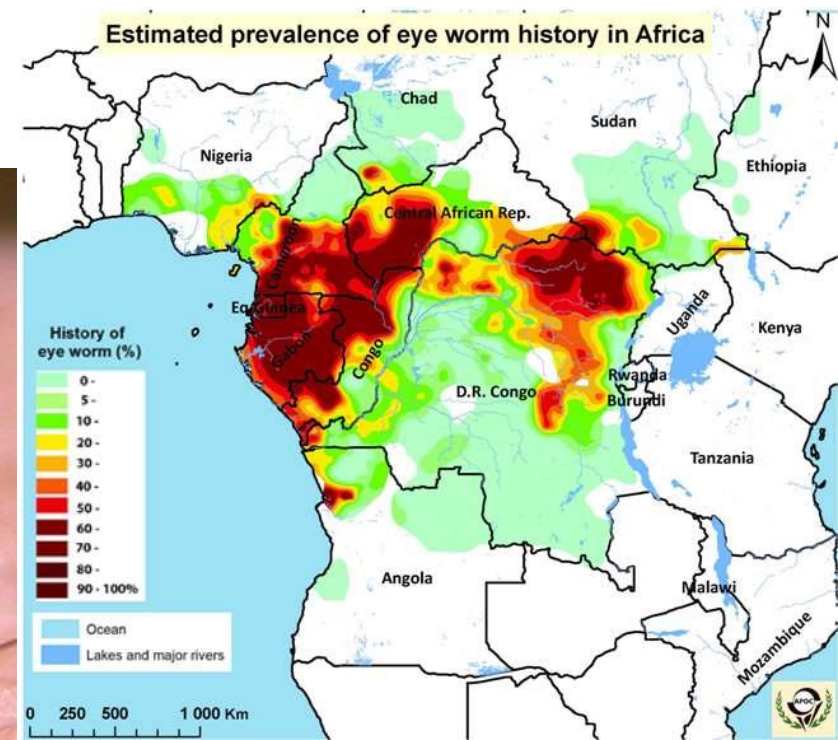 Estimated prevalence of eye worm history in Africa
N
Chad
Sudan
Nigeria
Ethiopia
Central African Rep.
Cameroon
Eq Guinea
Uganda
Kenya
Gabon
Congo
D.R. Congo
Rwanda
Burundi
Tanzania
Angola
Malawi
Mozambique
History of
eye worm (%)
0 -
5 -
10 -
20 -
30 -
40 -
50 -
60 -
70 -
80 -
90 - 100%
Ocean
Lakes and major rivers
0 250 500 1 000 Km
APOC